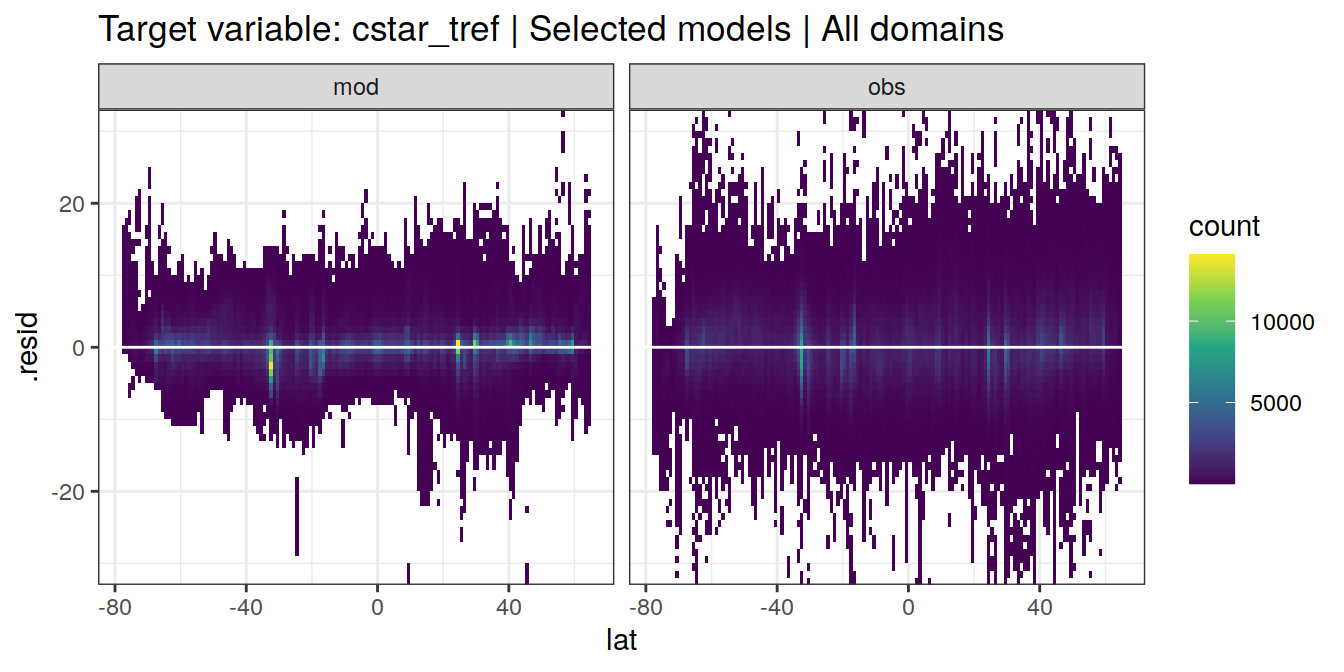 Target variable: cstar_tref | Selected models | All domains
mod obs
20
0
-20
.resid
-80 -40 0 40 -80 -40 0 40
lat
count
10000
5000